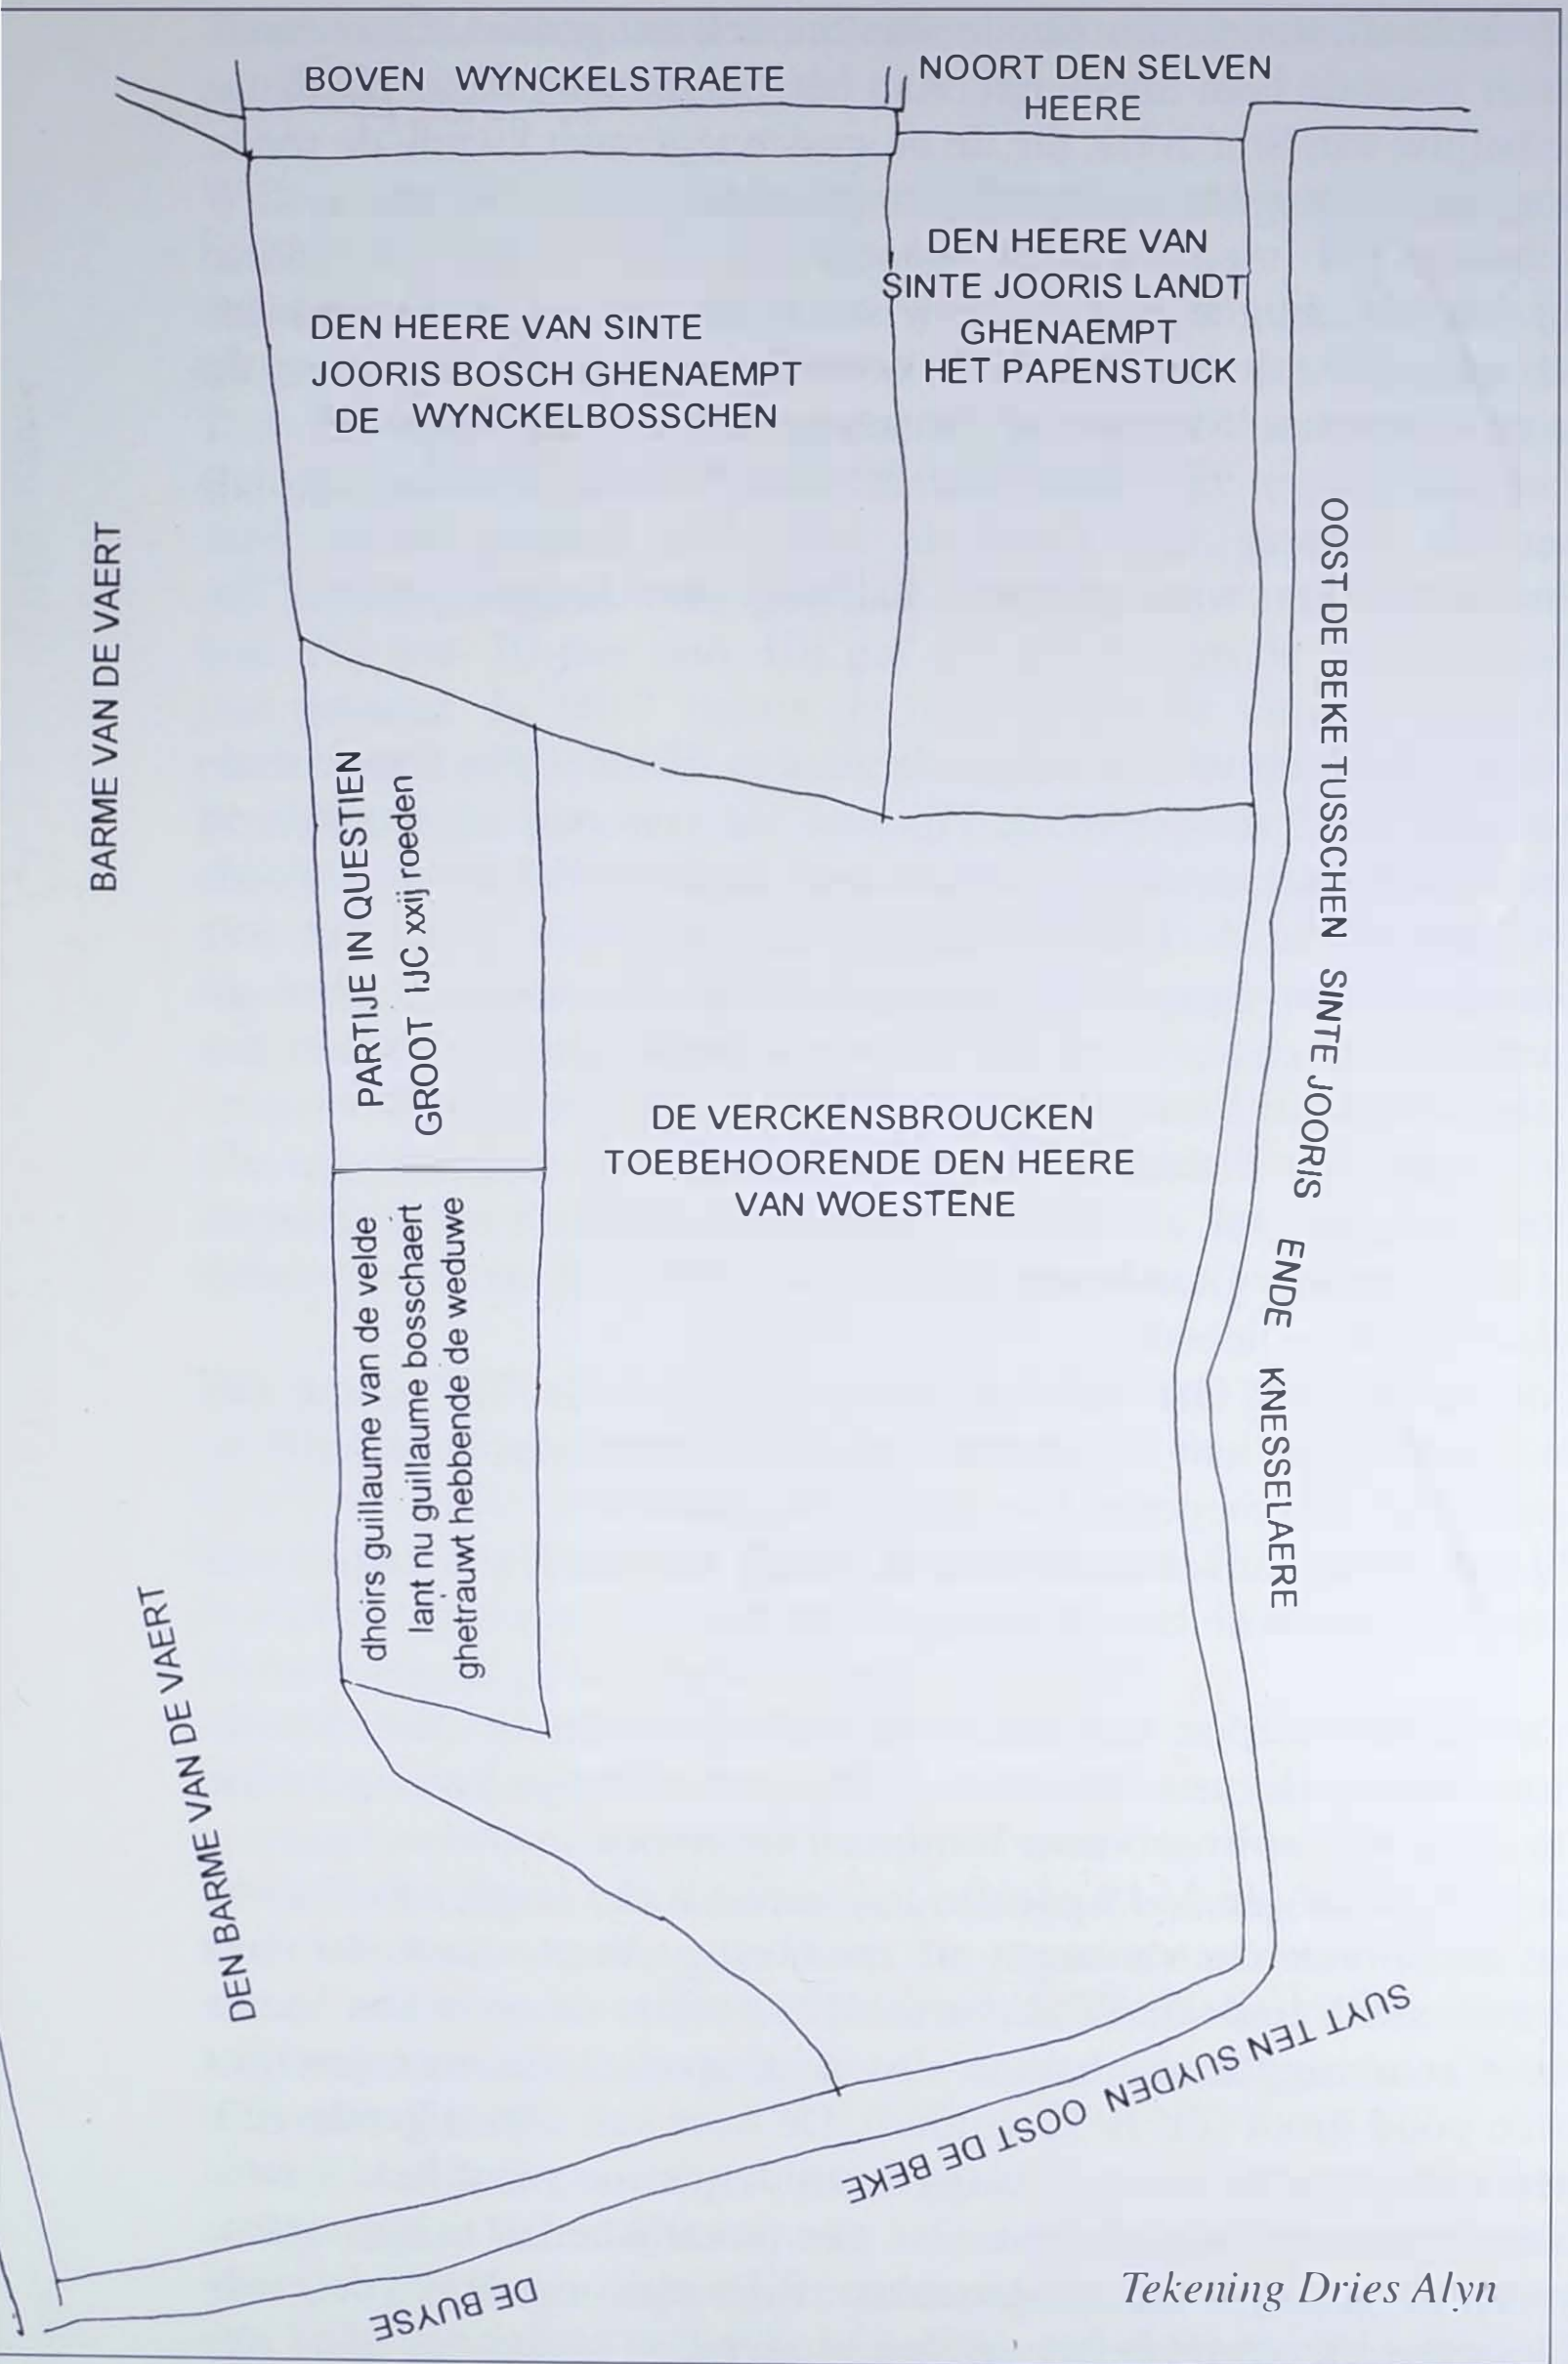 BOVEN WYNCKELSTRAETE
NOORT DEN SELVEN
HEERE
DEN HEERE VAN
SINTE JOORIS LANDT
GHENAEMPT
HET PAPENSTUCK
DEN HEERE VAN SINTE
JOORIS BOSCH GHENAEMPT
DE WYNCKELBOSSCHEN
BARME VAN DE VAERT
OOST DE BEKE TUSSCHEN SINTE JOORIS ENDE KNESSELAERE
PARTIJE IN QUESTIEN
GROOT IJC xxij roeden
DE VERCKENSBROUCKEN
TOEBEHOORENDE DEN HEERE
VAN WOESTENE
dhoirs guillaume van de velde
lant nu guillaume bosschaert
ghetrauwt hebbende de weduwe
DEN BARME VAN DE VAERT
SUYT TEN SUYDEN OOST DE BEKE
DE BUYSE
Tekening Dries Alyn